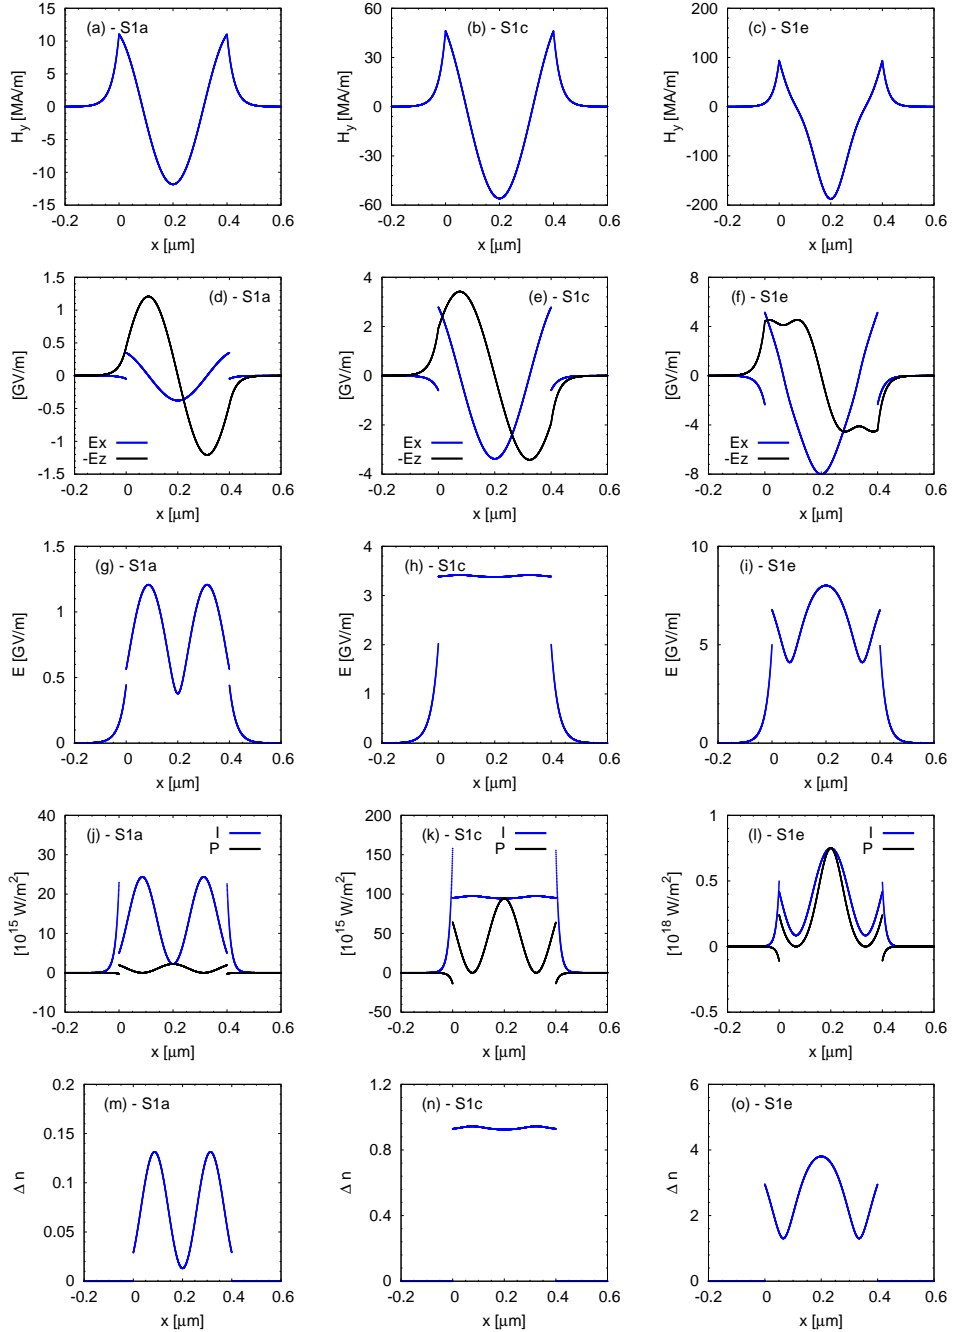 (a) - S1a
H_y [MA/m]
15
10
5
0
-5
-10
-15
-0.2 0 0.2 0.4 0.6
x [μm]
(b) - S1c
H_y [MA/m]
60
30
0
-30
-60
-0.2 0 0.2 0.4 0.6
x [μm]
(c) - S1e
H_y [MA/m]
200
100
0
-100
-200
-0.2 0 0.2 0.4 0.6
x [μm]
(d) - S1a
[GV/m]
1.5
1
0.5
0
-0.5
-1
-1.5
Ex
-Ez
-0.2 0 0.2 0.4 0.6
x [μm]
(e) - S1c
[GV/m]
4
2
0
-2
-4
Ex
-Ez
-0.2 0 0.2 0.4 0.6
x [μm]
(f) - S1e
[GV/m]
8
4
0
-4
-8
Ex
-Ez
-0.2 0 0.2 0.4 0.6
x [μm]
(g) - S1a
E [GV/m]
1.5
1
0.5
0
-0.2 0 0.2 0.4 0.6
x [μm]
(h) - S1c
E [GV/m]
4
3
2
1
0
-0.2 0 0.2 0.4 0.6
x [μm]
(i) - S1e
E [GV/m]
10
5
0
-0.2 0 0.2 0.4 0.6
x [μm]
(j) - S1a
I
P
[10^15 W/m^2]
40
30
20
10
0
-10
-0.2 0 0.2 0.4 0.6
x [μm]
(k) - S1c
I
P
[10^15 W/m^2]
200
150
100
50
0
-50
-0.2 0 0.2 0.4 0.6
x [μm]
(l) - S1e
I
P
[10^18 W/m^2]
1
0.5
0
-0.5
-0.2 0 0.2 0.4 0.6
x [μm]
(m) - S1a
Δ n
0.2
0.15
0.1
0.05
0
-0.2 0 0.2 0.4 0.6
x [μm]
(n) - S1c
Δ n
1.2
0.8
0.4
0
-0.2 0 0.2 0.4 0.6
x [μm]
(o) - S1e
Δ n
6
4
2
0
-0.2 0 0.2 0.4 0.6
x [μm]